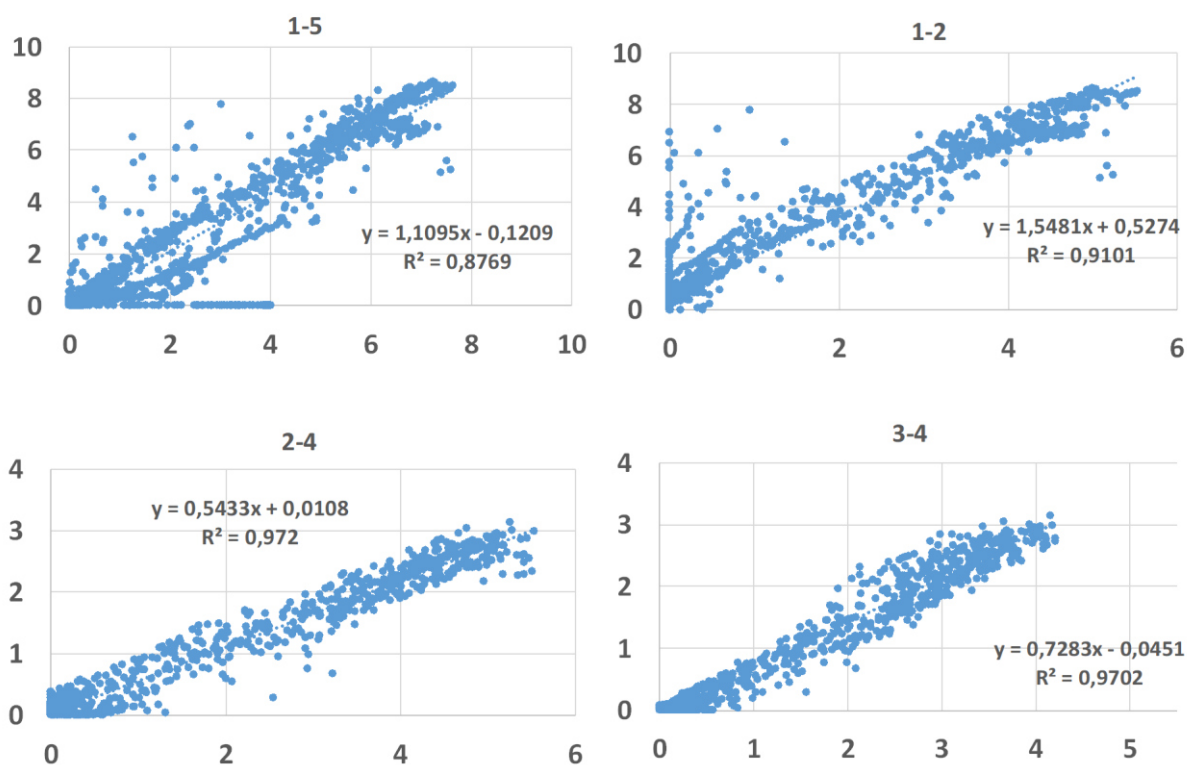 1-5
10
8
6
4
2
0
y = 1,1095x - 0,1209
R² = 0,8769
0 2 4 6 8 10
1-2
10
8
6
4
2
0
y = 1,5481x + 0,5274
R² = 0,9101
0 2 4 6
2-4
4
3
2
1
0
y = 0,5433x + 0,0108
R² = 0,972
0 2 4 6
3-4
4
3
2
1
0
y = 0,7283x - 0,0451
R² = 0,9702
0 1 2 3 4 5